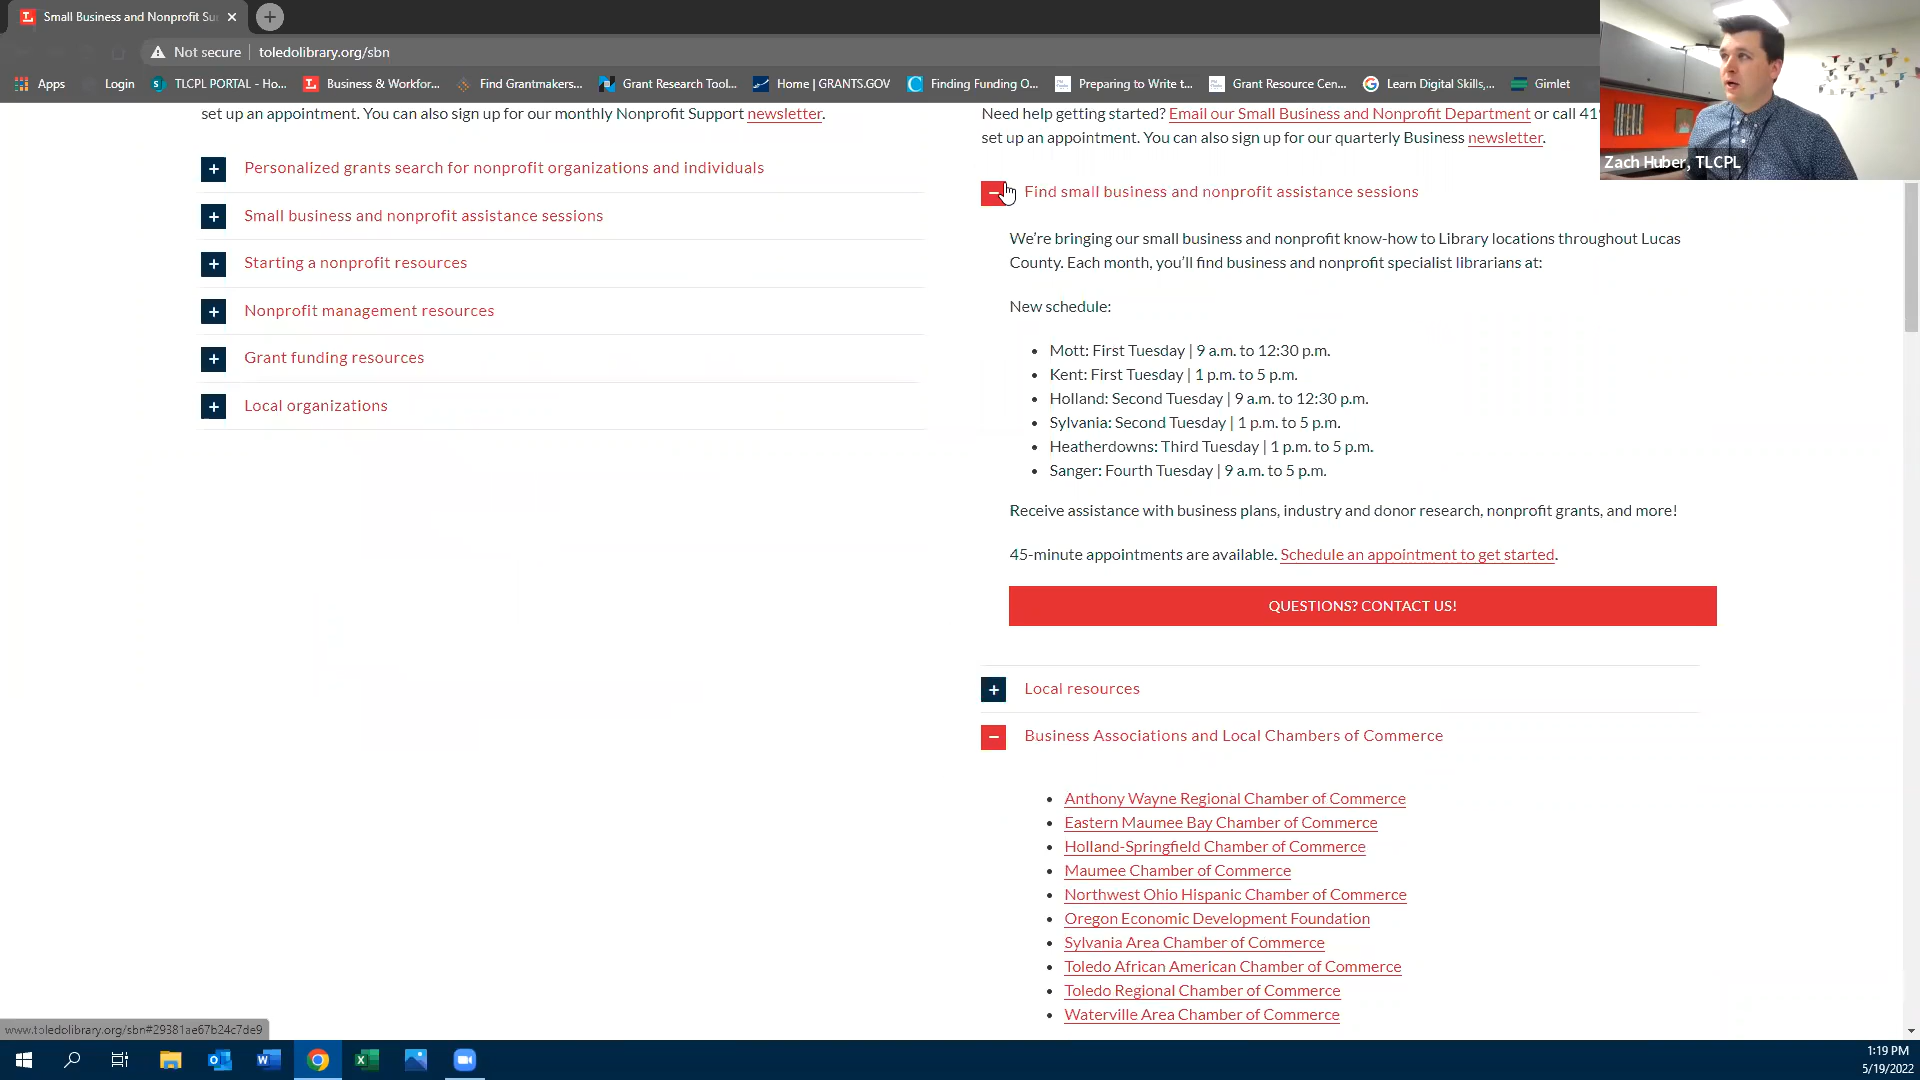 Small Business and Nonprofit Su
Not secure
toledolibrary.org/sbn
Apps
Login
TLCPL PORTAL - Ho...
Business & Workfor...
Find Grantmakers...
Grant Research Tool...
Home | GRANTS.GOV
Finding Funding O...
Preparing to Write t...
Grant Resource Cen...
Learn Digital Skills,...
Gimlet
Zach Huber, TLCPL
set up an appointment. You can also sign up for our monthly Nonprofit Support newsletter.
Personalized grants search for nonprofit organizations and individuals
Small business and nonprofit assistance sessions
Starting a nonprofit resources
Nonprofit management resources
Grant funding resources
Local organizations
Need help getting started? Email our Small Business and Nonprofit Department or call 41
set up an appointment. You can also sign up for our quarterly Business newsletter.
Find small business and nonprofit assistance sessions
We're bringing our small business and nonprofit know-how to Library locations throughout Lucas
County. Each month, you'll find business and nonprofit specialist librarians at:
New schedule:
• Mott: First Tuesday | 9 a.m. to 12:30 p.m.
• Kent: First Tuesday | 1 p.m. to 5 p.m.
• Holland: Second Tuesday | 9 a.m. to 12:30 p.m.
• Sylvania: Second Tuesday | 1 p.m. to 5 p.m.
• Heatherdowns: Third Tuesday | 1 p.m. to 5 p.m.
• Sanger: Fourth Tuesday | 9 a.m. to 5 p.m.
Receive assistance with business plans, industry and donor research, nonprofit grants, and more!
45-minute appointments are available. Schedule an appointment to get started.
QUESTIONS? CONTACT US!
Local resources
Business Associations and Local Chambers of Commerce
• Anthony Wayne Regional Chamber of Commerce
• Eastern Maumee Bay Chamber of Commerce
• Holland-Springfield Chamber of Commerce
• Maumee Chamber of Commerce
• Northwest Ohio Hispanic Chamber of Commerce
• Oregon Economic Development Foundation
• Sylvania Area Chamber of Commerce
• Toledo African American Chamber of Commerce
• Toledo Regional Chamber of Commerce
• Waterville Area Chamber of Commerce
www.toledolibrary.org/sbn#29381ae67b24c7de9
1:19 PM
5/19/2022